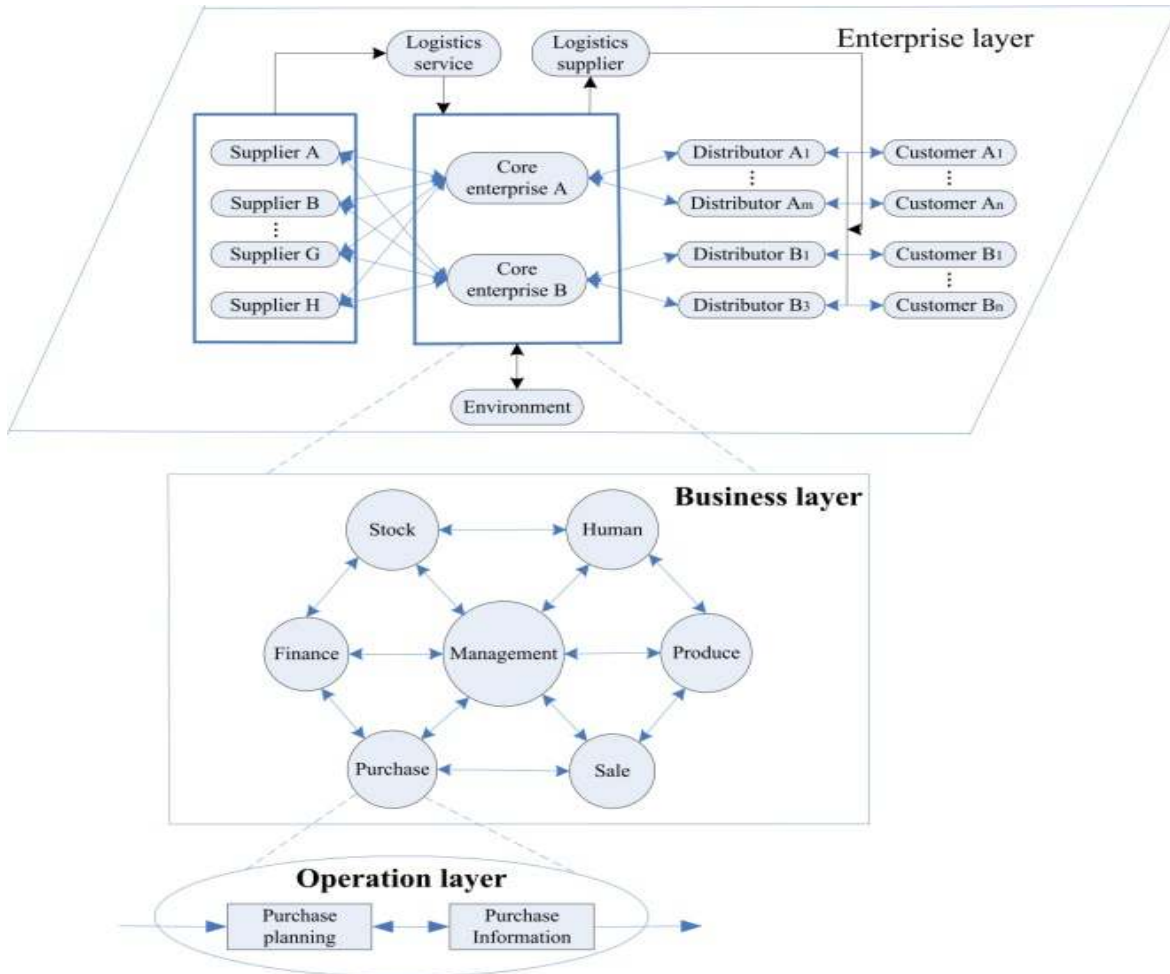 Enterprise layer
Logistics
service
Logistics
supplier
Supplier A
Supplier B
Supplier G
Supplier H
Core
enterprise A
Core
enterprise B
Distributor A1
Distributor Am
Distributor B1
Distributor B3
Customer A1
Customer An
Customer B1
Customer Bn
Environment
Business layer
Stock
Human
Finance
Management
Produce
Purchase
Sale
Operation layer
Purchase
planning
Purchase
Information